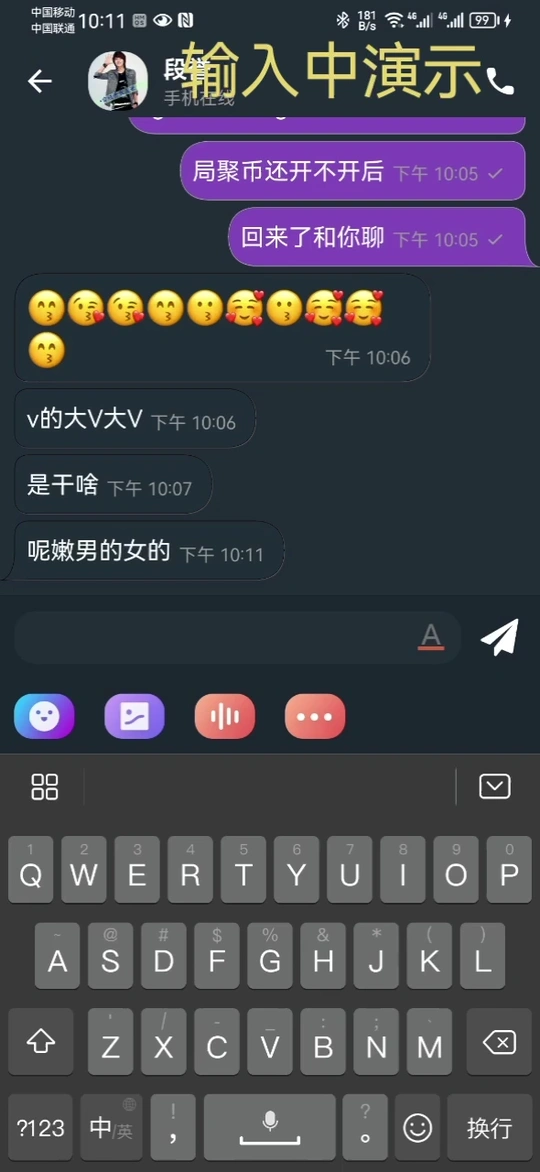 中国移动
中国联通
10:11
181
B/s
4G
4G
99
输入中演示
手机在线
局聚币还开不开后 下午 10:05
回来了和你聊 下午 10:05
下午 10:06
v的大V大V 下午 10:06
是干啥 下午 10:07
呢嫩男的女的 下午 10:11
A
1 2 3 4 5 6 7 8 9 0
Q W E R T Y U I O P
~ @ # $ % & * ( )
A S D F G H J K L
' / - _ : ; `
Z X C V B N M
! ?
?123 中/英 , 。 换行